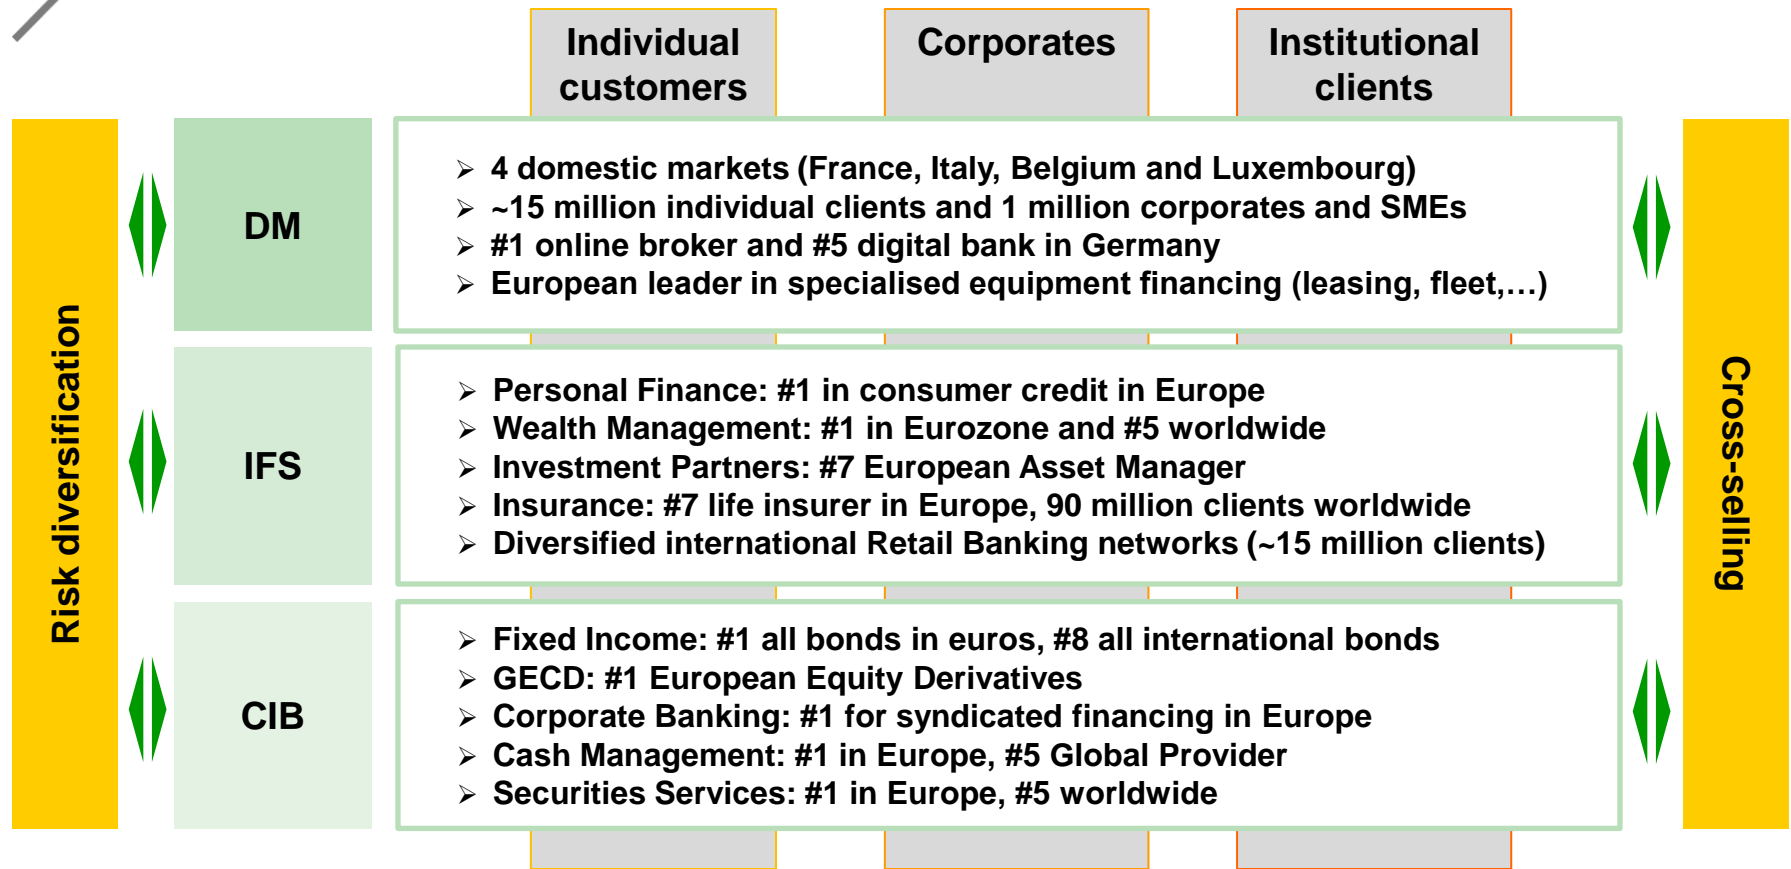 Individual
customers
Corporates
Institutional
clients
Risk diversification
DM
➢ 4 domestic markets (France, Italy, Belgium and Luxembourg)
➢ ~15 million individual clients and 1 million corporates and SMEs
➢ #1 online broker and #5 digital bank in Germany
➢ European leader in specialised equipment financing (leasing, fleet,…)
IFS
➢ Personal Finance: #1 in consumer credit in Europe
➢ Wealth Management: #1 in Eurozone and #5 worldwide
➢ Investment Partners: #7 European Asset Manager
➢ Insurance: #7 life insurer in Europe, 90 million clients worldwide
➢ Diversified international Retail Banking networks (~15 million clients)
CIB
➢ Fixed Income: #1 all bonds in euros, #8 all international bonds
➢ GECD: #1 European Equity Derivatives
➢ Corporate Banking: #1 for syndicated financing in Europe
➢ Cash Management: #1 in Europe, #5 Global Provider
➢ Securities Services: #1 in Europe, #5 worldwide
Cross-selling